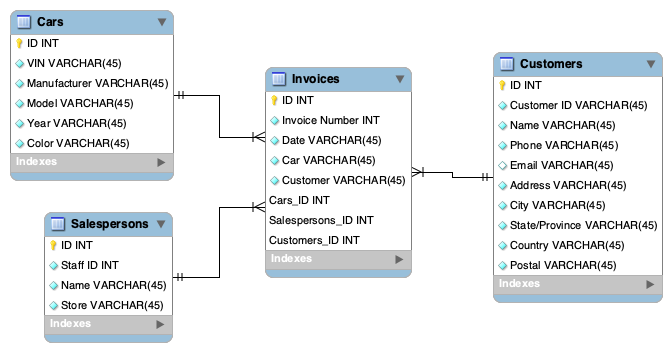 Cars
ID INT
VIN VARCHAR(45)
Manufacturer VARCHAR(45)
Model VARCHAR(45)
Year VARCHAR(45)
Color VARCHAR(45)
Indexes
Salespersons
ID INT
Staff ID INT
Name VARCHAR(45)
Store VARCHAR(45)
Indexes
Invoices
ID INT
Invoice Number INT
Date VARCHAR(45)
Car VARCHAR(45)
Customer VARCHAR(45)
Cars_ID INT
Salespersons_ID INT
Customers_ID INT
Indexes
Customers
ID INT
Customer ID VARCHAR(45)
Name VARCHAR(45)
Phone VARCHAR(45)
Email VARCHAR(45)
Address VARCHAR(45)
City VARCHAR(45)
State/Province VARCHAR(45)
Country VARCHAR(45)
Postal VARCHAR(45)
Indexes